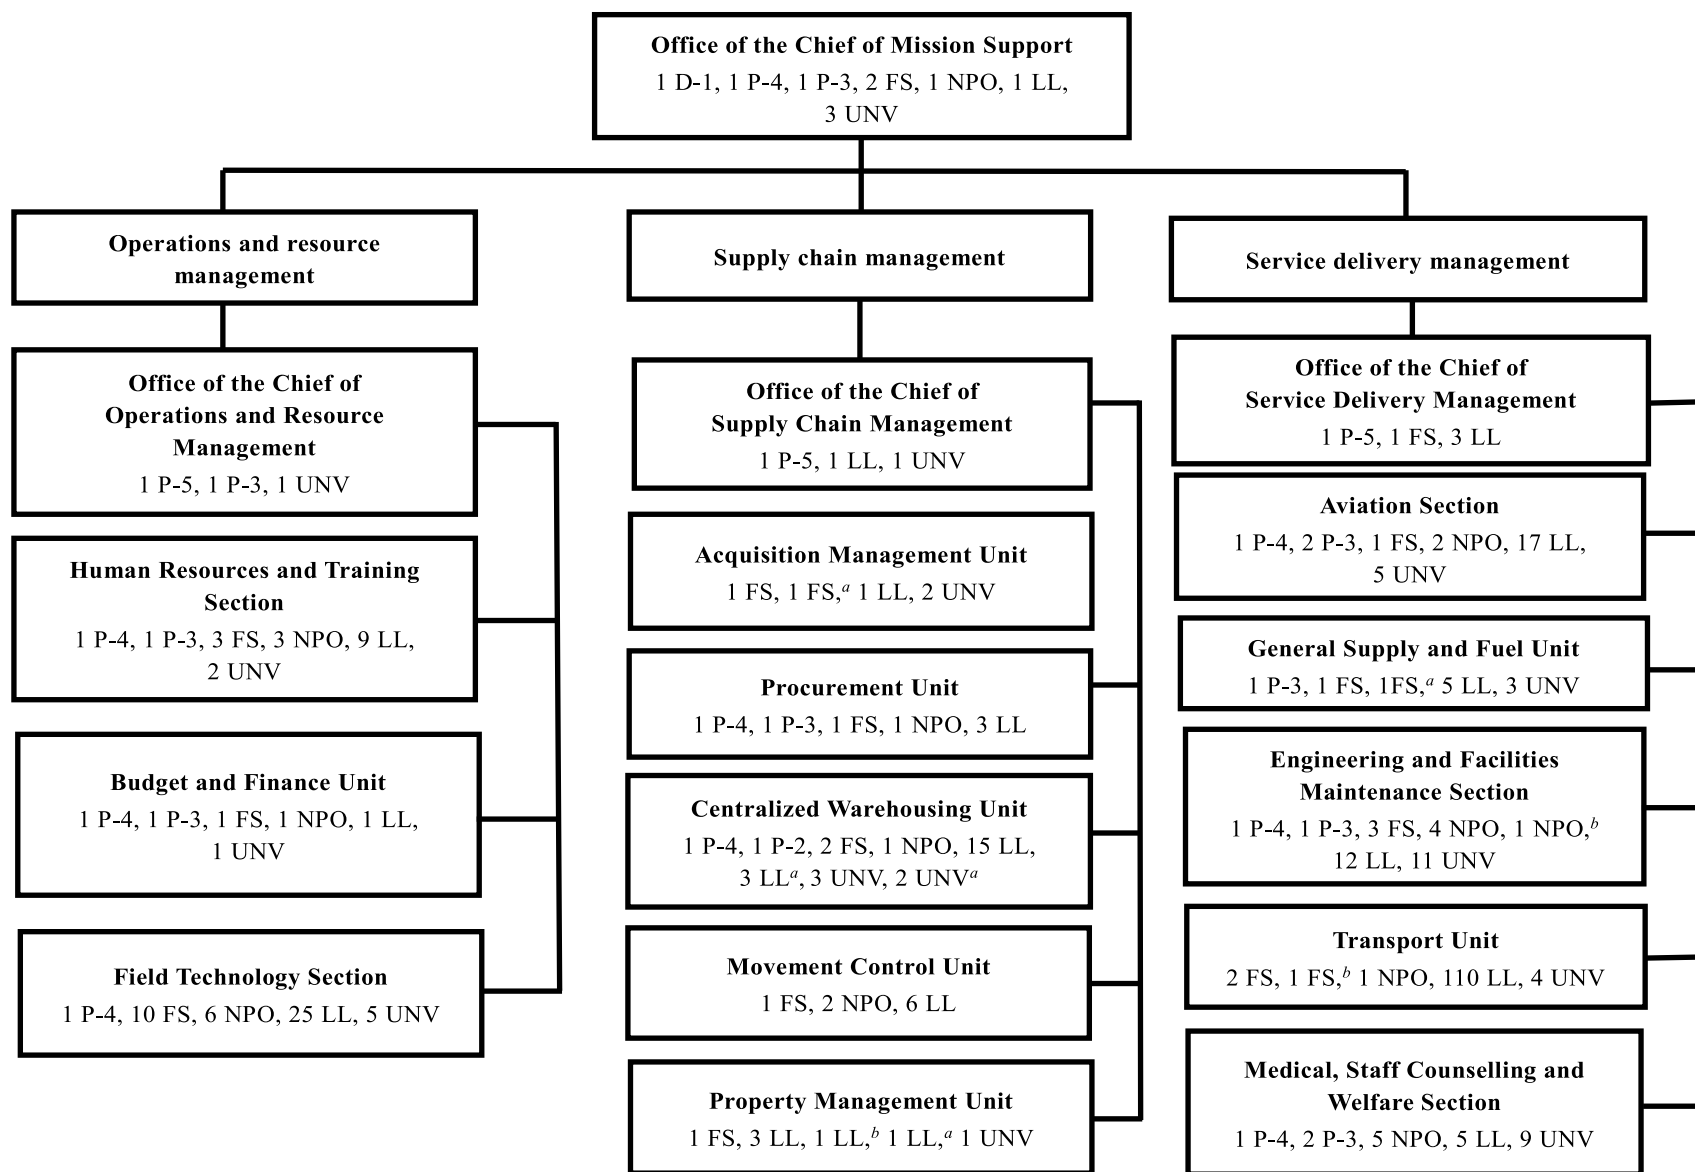 Office of the Chief of Mission Support
1 D-1, 1 P-4, 1 P-3, 2 FS, 1 NPO, 1 LL,
3 UNV
Operations and resource
management
Office of the Chief of
Operations and Resource
Management
1 P-5, 1 P-3, 1 UNV
Human Resources and Training
Section
1 P-4, 1 P-3, 3 FS, 3 NPO, 9 LL,
2 UNV
Budget and Finance Unit
1 P-4, 1 P-3, 1 FS, 1 NPO, 1 LL,
1 UNV
Field Technology Section
1 P-4, 10 FS, 6 NPO, 25 LL, 5 UNV
Supply chain management
Office of the Chief of
Supply Chain Management
1 P-5, 1 LL, 1 UNV
Acquisition Management Unit
1 FS, 1 FS,a 1 LL, 2 UNV
Procurement Unit
1 P-4, 1 P-3, 1 FS, 1 NPO, 3 LL
Centralized Warehousing Unit
1 P-4, 1 P-2, 2 FS, 1 NPO, 15 LL,
3 LLa, 3 UNV, 2 UNVa
Movement Control Unit
1 FS, 2 NPO, 6 LL
Property Management Unit
1 FS, 3 LL, 1 LL,b 1 LL,a 1 UNV
Service delivery management
Office of the Chief of
Service Delivery Management
1 P-5, 1 FS, 3 LL
Aviation Section
1 P-4, 2 P-3, 1 FS, 2 NPO, 17 LL,
5 UNV
General Supply and Fuel Unit
1 P-3, 1 FS, 1FS,a 5 LL, 3 UNV
Engineering and Facilities
Maintenance Section
1 P-4, 1 P-3, 3 FS, 4 NPO, 1 NPO,b
12 LL, 11 UNV
Transport Unit
2 FS, 1 FS,b 1 NPO, 110 LL, 4 UNV
Medical, Staff Counselling and
Welfare Section
1 P-4, 2 P-3, 5 NPO, 5 LL, 9 UNV